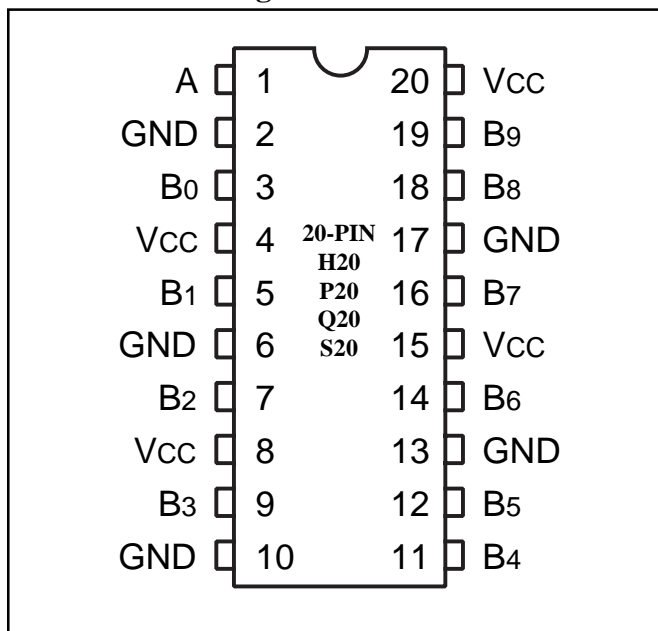 A 1 20 VCC
GND 2 19 B9
B0 3 18 B8
VCC 4 20-PIN 17 GND
H20
B1 5 P20 16 B7
Q20
GND 6 S20 15 VCC
B2 7 14 B6
VCC 8 13 GND
B3 9 12 B5
GND 10 11 B4